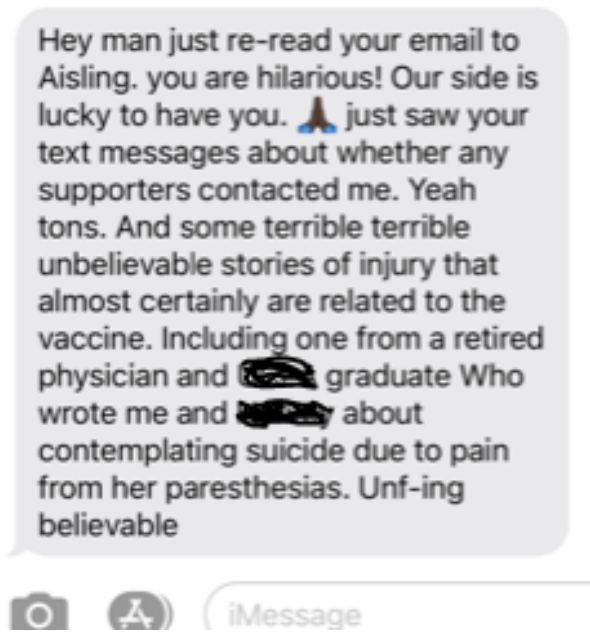 Hey man just re-read your email to
Aisling. you are hilarious! Our side is
lucky to have you. 🙏🏿 just saw your
text messages about whether any
supporters contacted me. Yeah
tons. And some terrible terrible
unbelievable stories of injury that
almost certainly are related to the
vaccine. Including one from a retired
physician and graduate Who
wrote me and about
contemplating suicide due to pain
from her paresthesias. Unf-ing
believable
iMessage